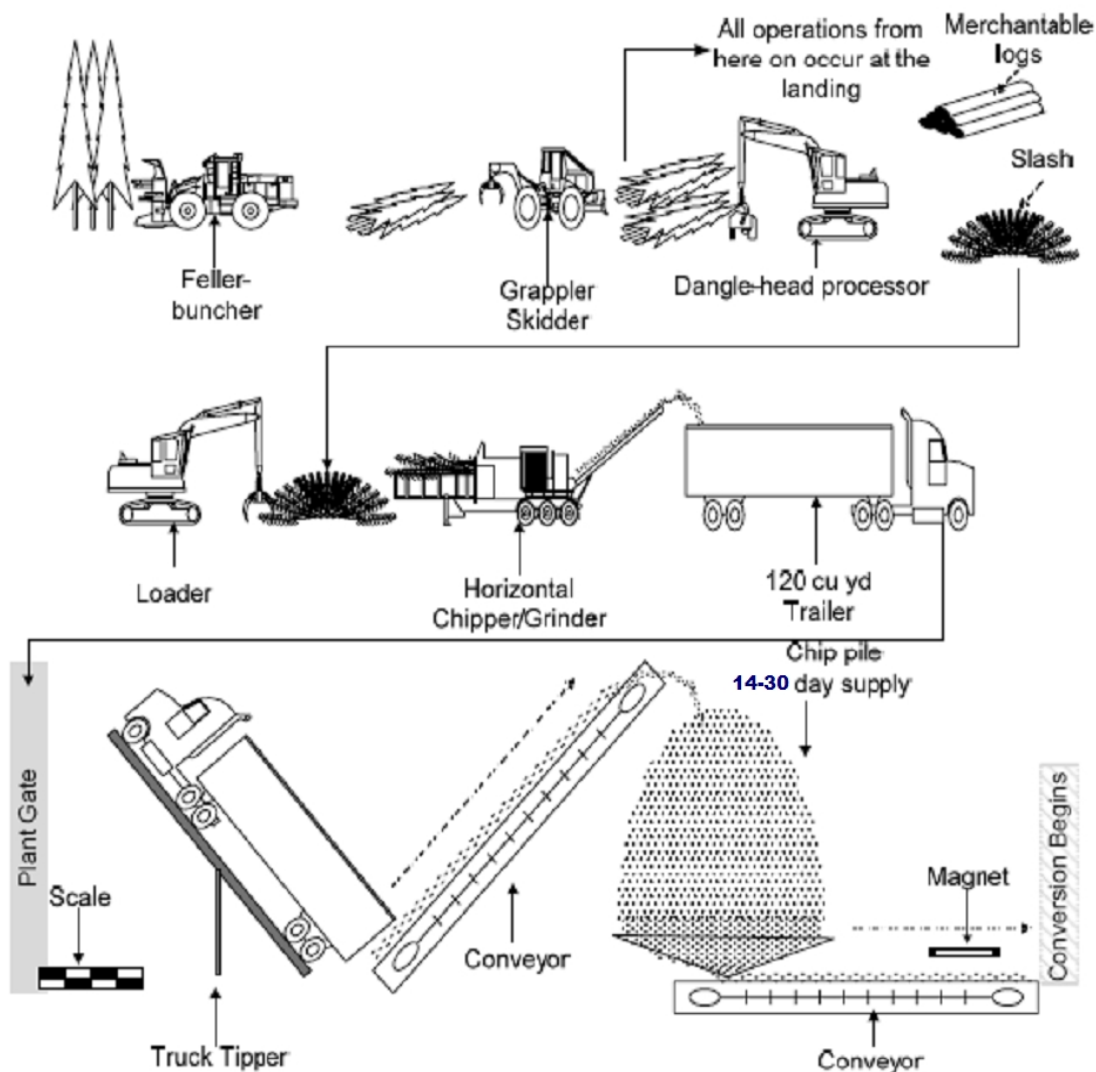 All operations from
here on occur at the
landing
Merchantable
logs
Slash
Feller-
buncher
Grappler
Skidder
Dangle-head processor
Loader
Horizontal
Chipper/Grinder
120 cu yd
Trailer
Chip pile
14-30 day supply
Plant Gate
Scale
Truck Tipper
Conveyor
Magnet
Conveyor
Conversion Begins